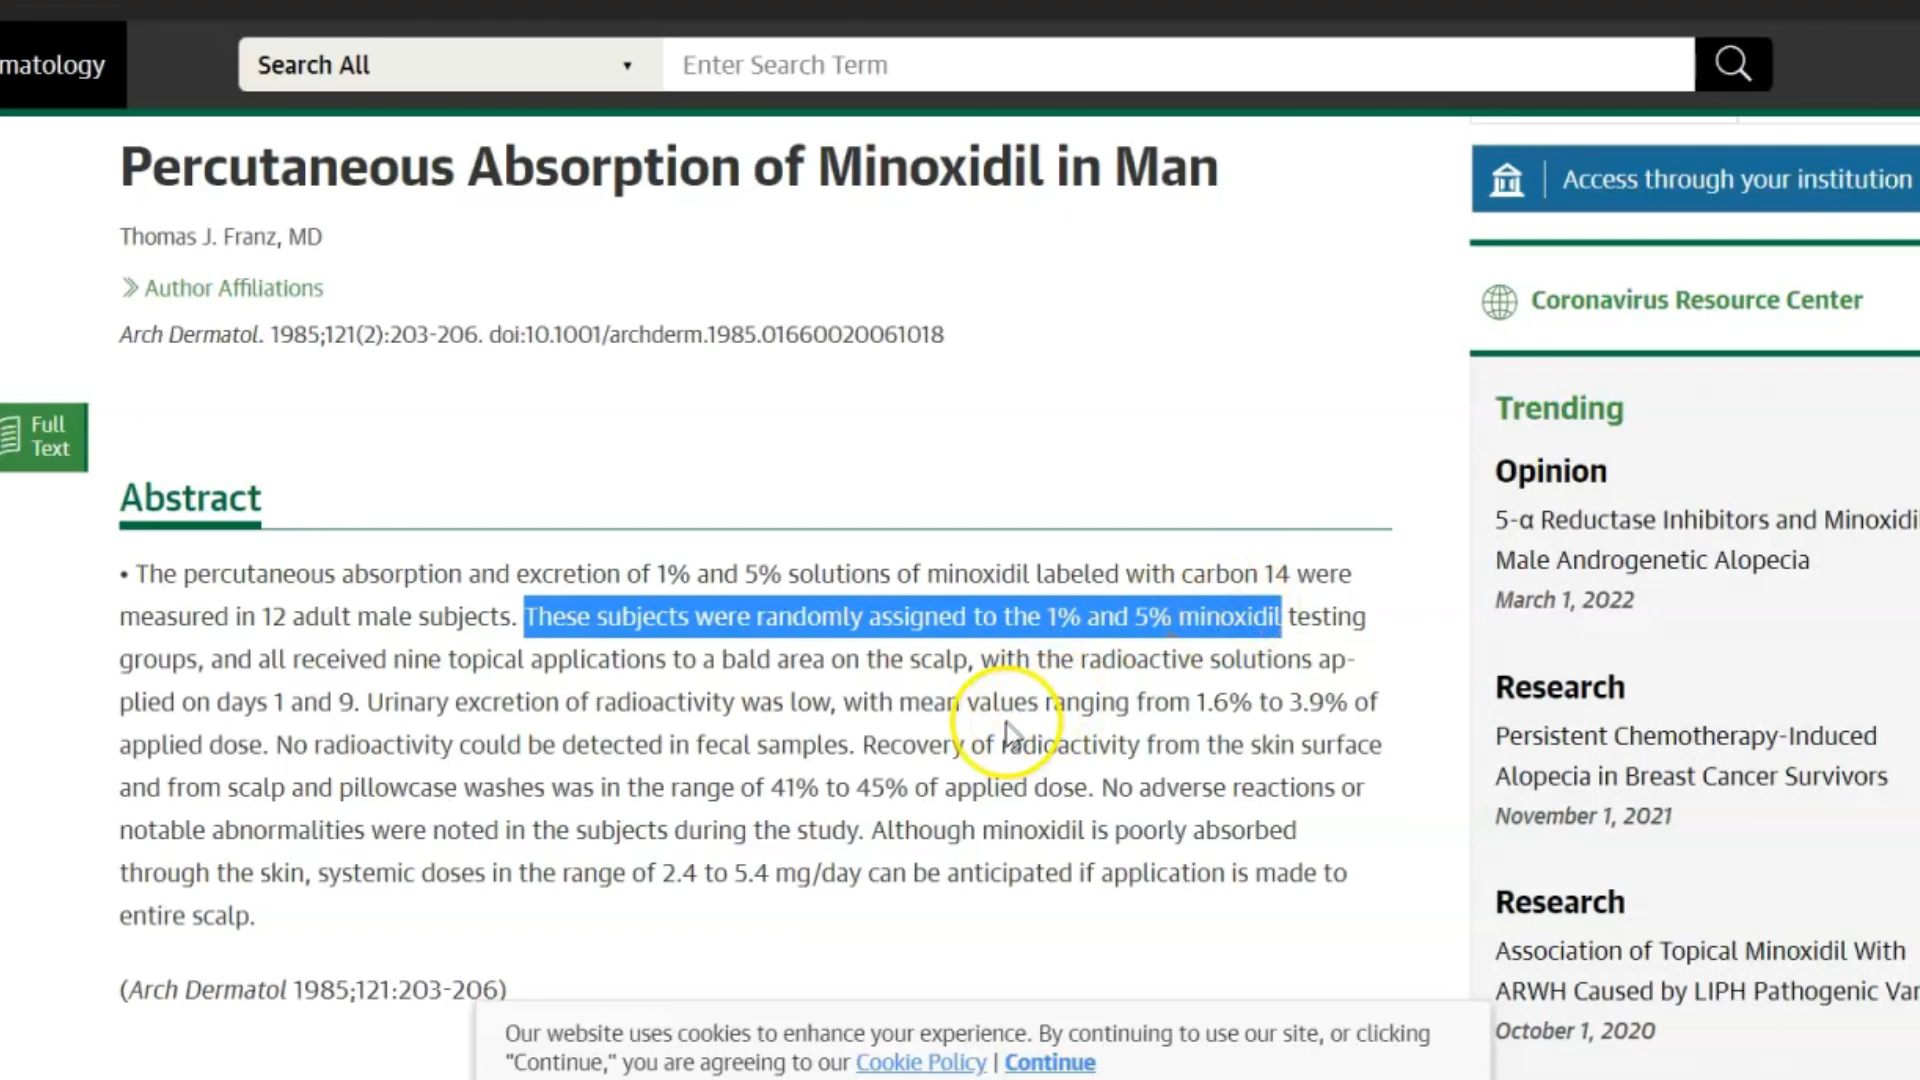 matology
Search All
Enter Search Term
Percutaneous Absorption of Minoxidil in Man
Thomas J. Franz, MD
Author Affiliations
Arch Dermatol. 1985;121(2):203-206. doi:10.1001/archderm.1985.01660020061018
Full
Text
Abstract
• The percutaneous absorption and excretion of 1% and 5% solutions of minoxidil labeled with carbon 14 were
measured in 12 adult male subjects. These subjects were randomly assigned to the 1% and 5% minoxidil testing
groups, and all received nine topical applications to a bald area on the scalp, with the radioactive solutions ap-
plied on days 1 and 9. Urinary excretion of radioactivity was low, with mean values ranging from 1.6% to 3.9% of
applied dose. No radioactivity could be detected in fecal samples. Recovery of radioactivity from the skin surface
and from scalp and pillowcase washes was in the range of 41% to 45% of applied dose. No adverse reactions or
notable abnormalities were noted in the subjects during the study. Although minoxidil is poorly absorbed
through the skin, systemic doses in the range of 2.4 to 5.4 mg/day can be anticipated if application is made to
entire scalp.
(Arch Dermatol 1985;121:203-206)
Access through your institution
Coronavirus Resource Center
Trending
Opinion
5-α Reductase Inhibitors and Minoxidil
Male Androgenetic Alopecia
March 1, 2022
Research
Persistent Chemotherapy-Induced
Alopecia in Breast Cancer Survivors
November 1, 2021
Research
Association of Topical Minoxidil With
ARWH Caused by LIPH Pathogenic Var
October 1, 2020
Our website uses cookies to enhance your experience. By continuing to use our site, or clicking
"Continue," you are agreeing to our Cookie Policy | Continue